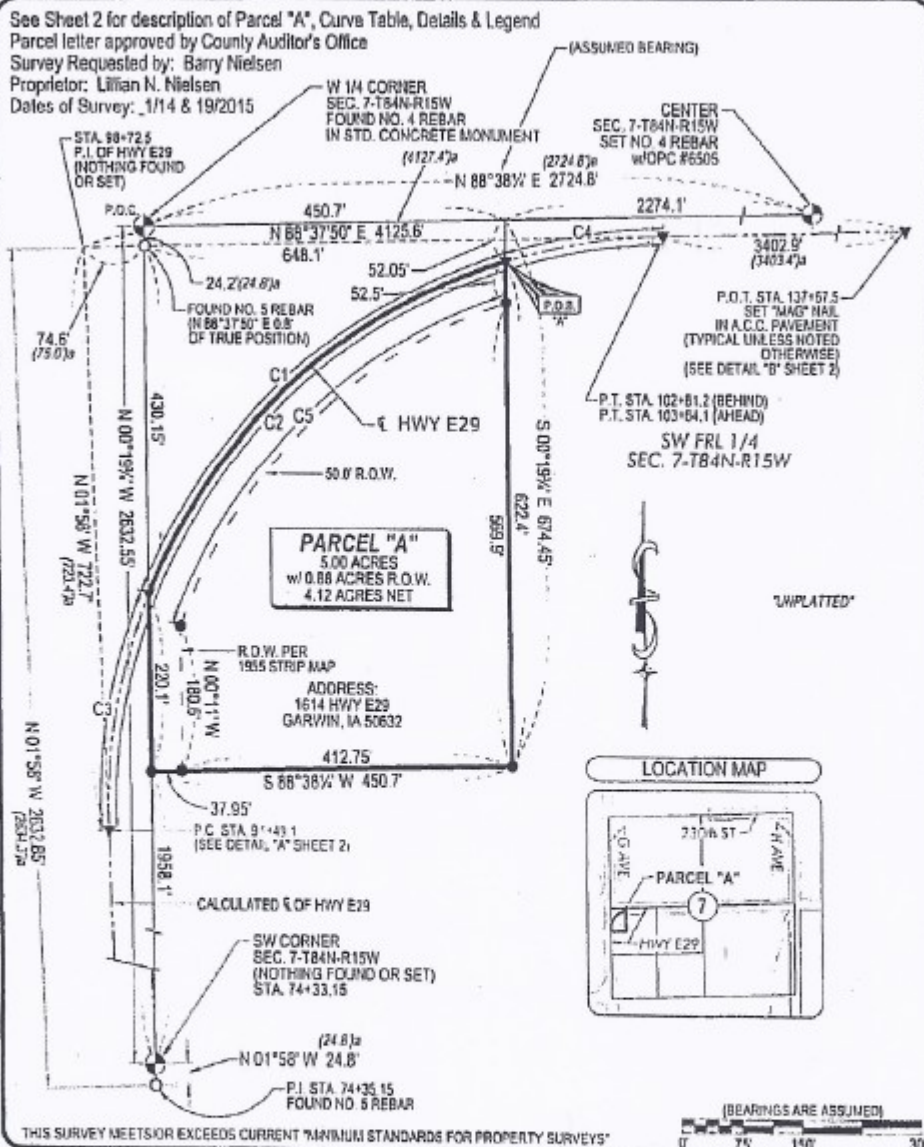 See Sheet 2 for description of Parcel "A", Curve Table, Details & Legend
Parcel letter approved by County Auditor's Office
Survey Requested by: Barry Nielsen
Proprietor: Lillian N. Nielsen
Dates of Survey: 1/14 & 19/2015
(ASSUMED BEARING)
W 1/4 CORNER
SEC. 7-T84N-R15W
FOUND NO. 4 REBAR
IN STD. CONCRETE MONUMENT
CENTER
SEC. 7-T84N-R15W
SET NO. 4 REBAR
w/OPC #6505
STA. 98+72.5
P.I. OF HWY E29
(NOTHING FOUND
OR SET)
(4127.4')a
(2724.8')a
N 88°38¼' E 2724.8'
P.O.C.
450.7'
2274.1'
N 88°37'50" E 4125.6'
C4
648.1'
3402.9'
(3403.4')a
52.05'
24.2'(24.8')a
52.5'
P.O.B.
"A"
FOUND NO. 5 REBAR
(N 88°37'50" E 0.8'
OF TRUE POSITION)
74.6'
(75.0')a
P.O.T. STA. 137+67.5
SET "MAG" NAIL
IN A.C.C. PAVEMENT
(TYPICAL UNLESS NOTED
OTHERWISE)
(SEE DETAIL "B" SHEET 2)
C1
C2
C5
℄ HWY E29
P.T. STA. 102+81.2 (BEHIND)
P.T. STA. 103+64.1 (AHEAD)
SW FRL 1/4
SEC. 7-T84N-R15W
430.15'
N 00°19¾' W 2632.55'
N 01°58' W 722.7'
(723.4')a
50.0' R.O.W.
S 00°19¾' E 674.45'
622.4'
569.9'
PARCEL "A"
5.00 ACRES
w/ 0.88 ACRES R.O.W.
4.12 ACRES NET
"UNPLATTED"
R.O.W. PER
1955 STRIP MAP
220.1'
N 00°11' W
180.6'
ADDRESS:
1614 HWY E29
GARWIN, IA 50632
C3
412.75'
S 88°38¼' W 450.7'
37.95'
P.C. STA. 91+49.1
(SEE DETAIL "A" SHEET 2)
N 01°58' W 2632.85'
1958.1'
CALCULATED ℄ OF HWY E29
LOCATION MAP
730th ST
G AVE
H AVE
PARCEL "A"
7
HWY E29
SW CORNER
SEC. 7-T84N-R15W
(NOTHING FOUND OR SET)
STA. 74+33.15
(24.8')a
N 01°58' W 24.8'
P.I. STA. 74+35.15
FOUND NO. 5 REBAR
(BEARINGS ARE ASSUMED)
0' 75' 150'
THIS SURVEY MEETS OR EXCEEDS CURRENT "MINIMUM STANDARDS FOR PROPERTY SURVEYS"